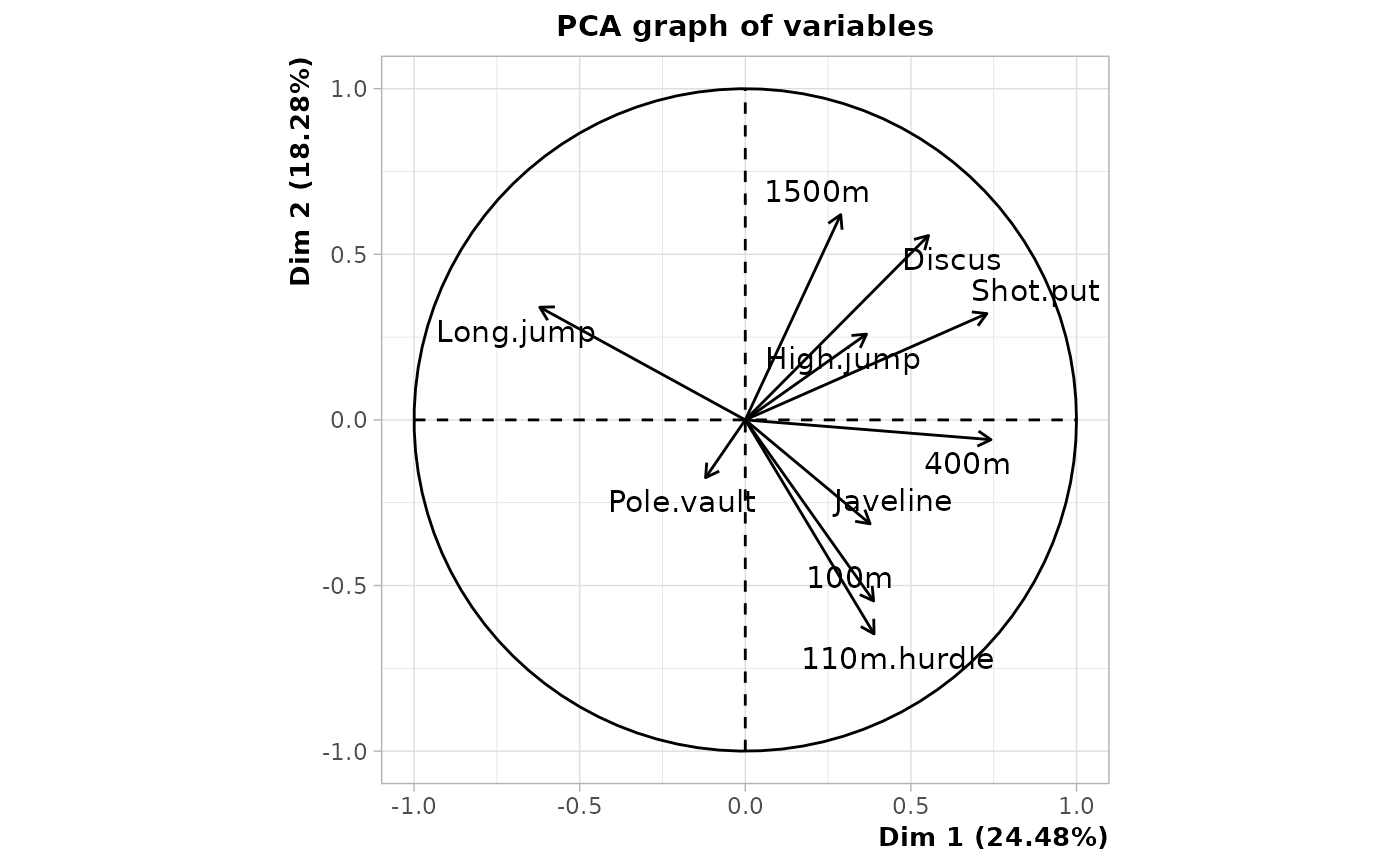 PCA graph of variables
Dim 2 (18.28%)
1.0
0.5
0.0
-0.5
-1.0
1500m
Discus
Shot.put
Long.jump
High.jump
400m
Pole.vault
Javeline
100m
110m.hurdle
-1.0
-0.5
0.0
0.5
1.0
Dim 1 (24.48%)